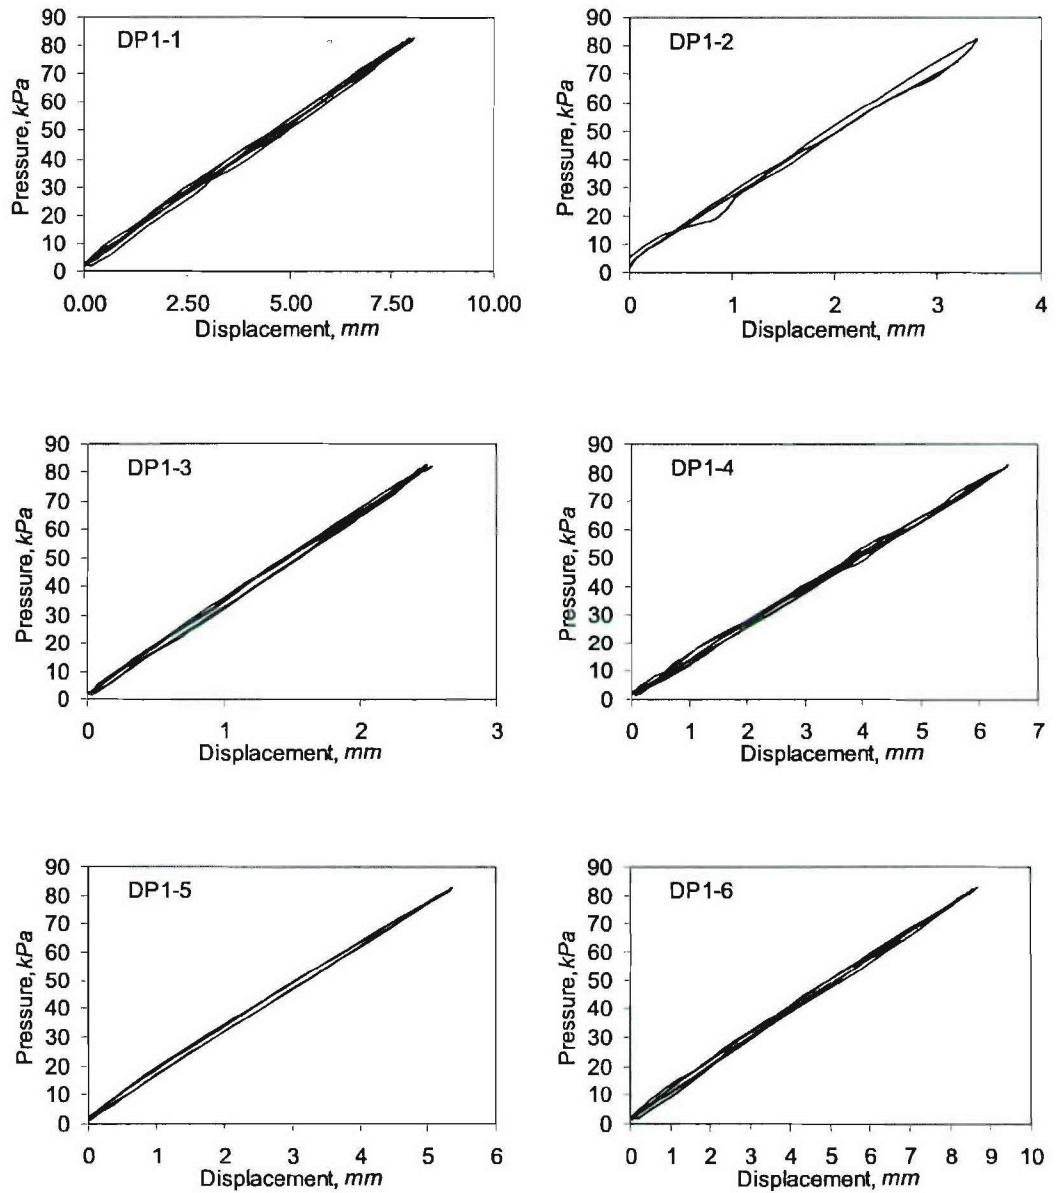 DP1-1
90
80
70
60
50
40
30
20
10
0
Pressure, kPa
0.00 2.50 5.00 7.50 10.00
Displacement, mm
DP1-2
90
80
70
60
50
40
30
20
10
0
Pressure, kPa
0 1 2 3 4
Displacement, mm
DP1-3
90
80
70
60
50
40
30
20
10
0
Pressure, kPa
0 1 2 3
Displacement, mm
DP1-4
90
80
70
60
50
40
30
20
10
0
Pressure, kPa
0 1 2 3 4 5 6 7
Displacement, mm
DP1-5
90
80
70
60
50
40
30
20
10
0
Pressure, kPa
0 1 2 3 4 5 6
Displacement, mm
DP1-6
90
80
70
60
50
40
30
20
10
0
Pressure, kPa
0 1 2 3 4 5 6 7 8 9 10
Displacement, mm